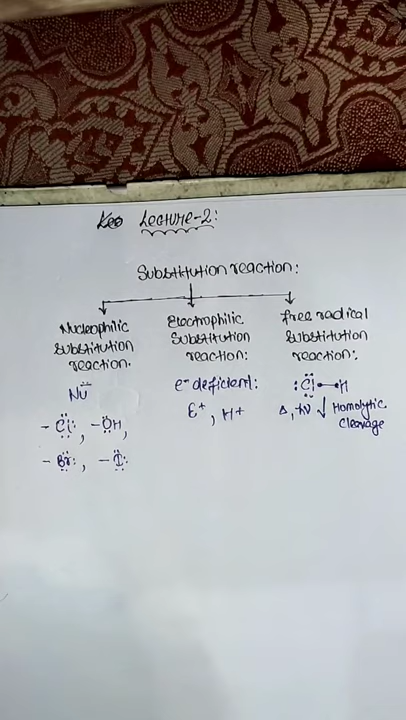 Lecture-2:
Substitution reaction:
Nucleophilic
substitution
reaction.
Nü
- Cl:, - OH,
- Br:, - I:
Electrophilic
Substitution
reaction:
e⁻ deficient:
E⁺, H⁺
free radical
substitution
reaction:
:Cl—H
Δ, hν ↓ Homolytic
cleavage